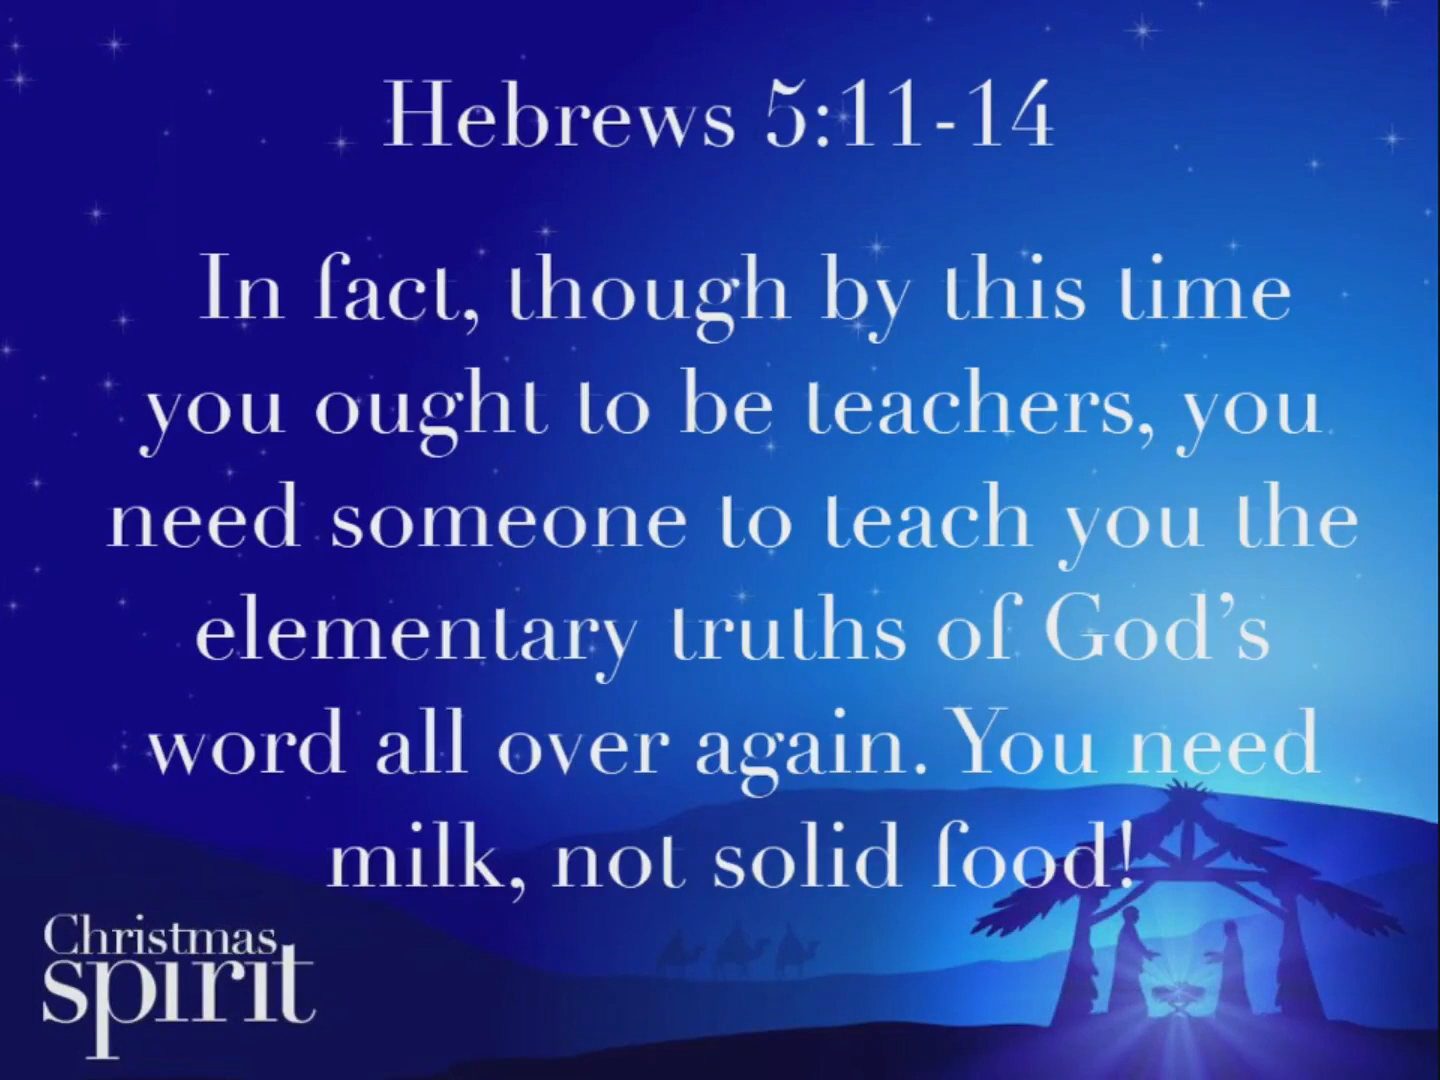 Hebrews 5:11-14
In fact, though by this time
you ought to be teachers, you
need someone to teach you the
elementary truths of God’s
word all over again. You need
milk, not solid food!
Christmas
spirit